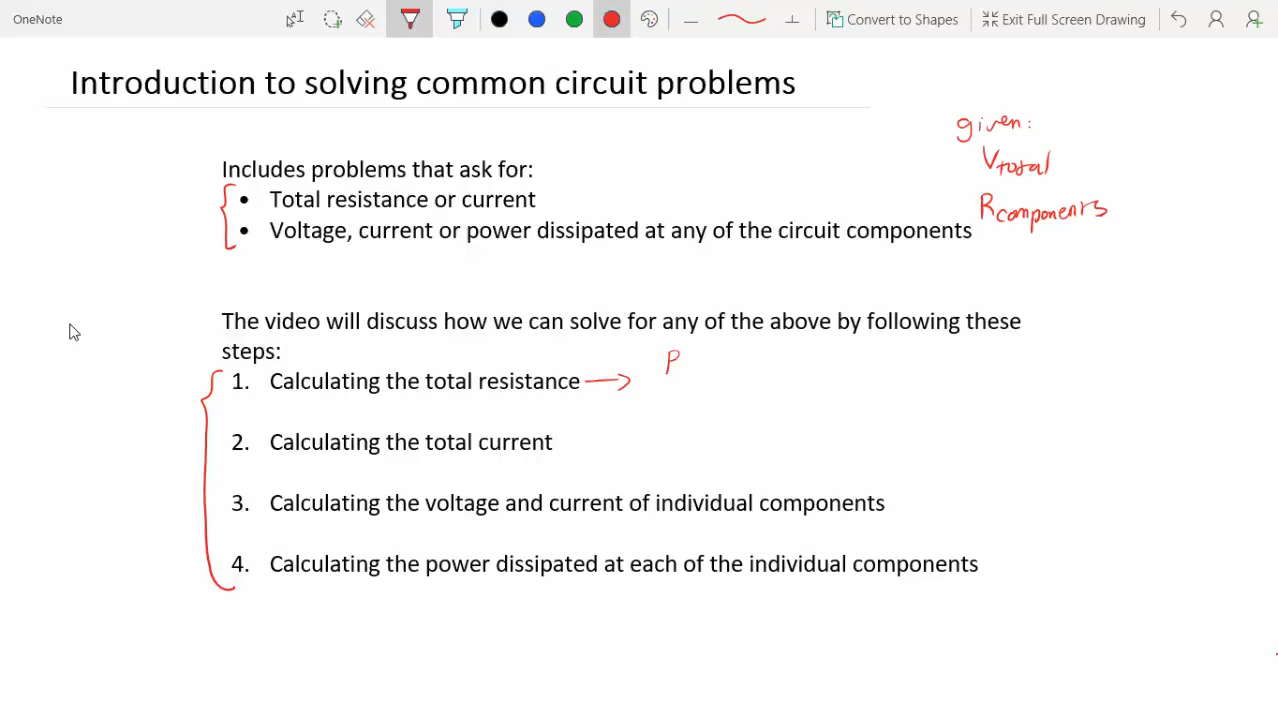 OneNote
Convert to Shapes
Exit Full Screen Drawing
Introduction to solving common circuit problems
given:
Vtotal
Rcomponents
Includes problems that ask for:
• Total resistance or current
• Voltage, current or power dissipated at any of the circuit components
The video will discuss how we can solve for any of the above by following these
steps:
1. Calculating the total resistance → P
2. Calculating the total current
3. Calculating the voltage and current of individual components
4. Calculating the power dissipated at each of the individual components